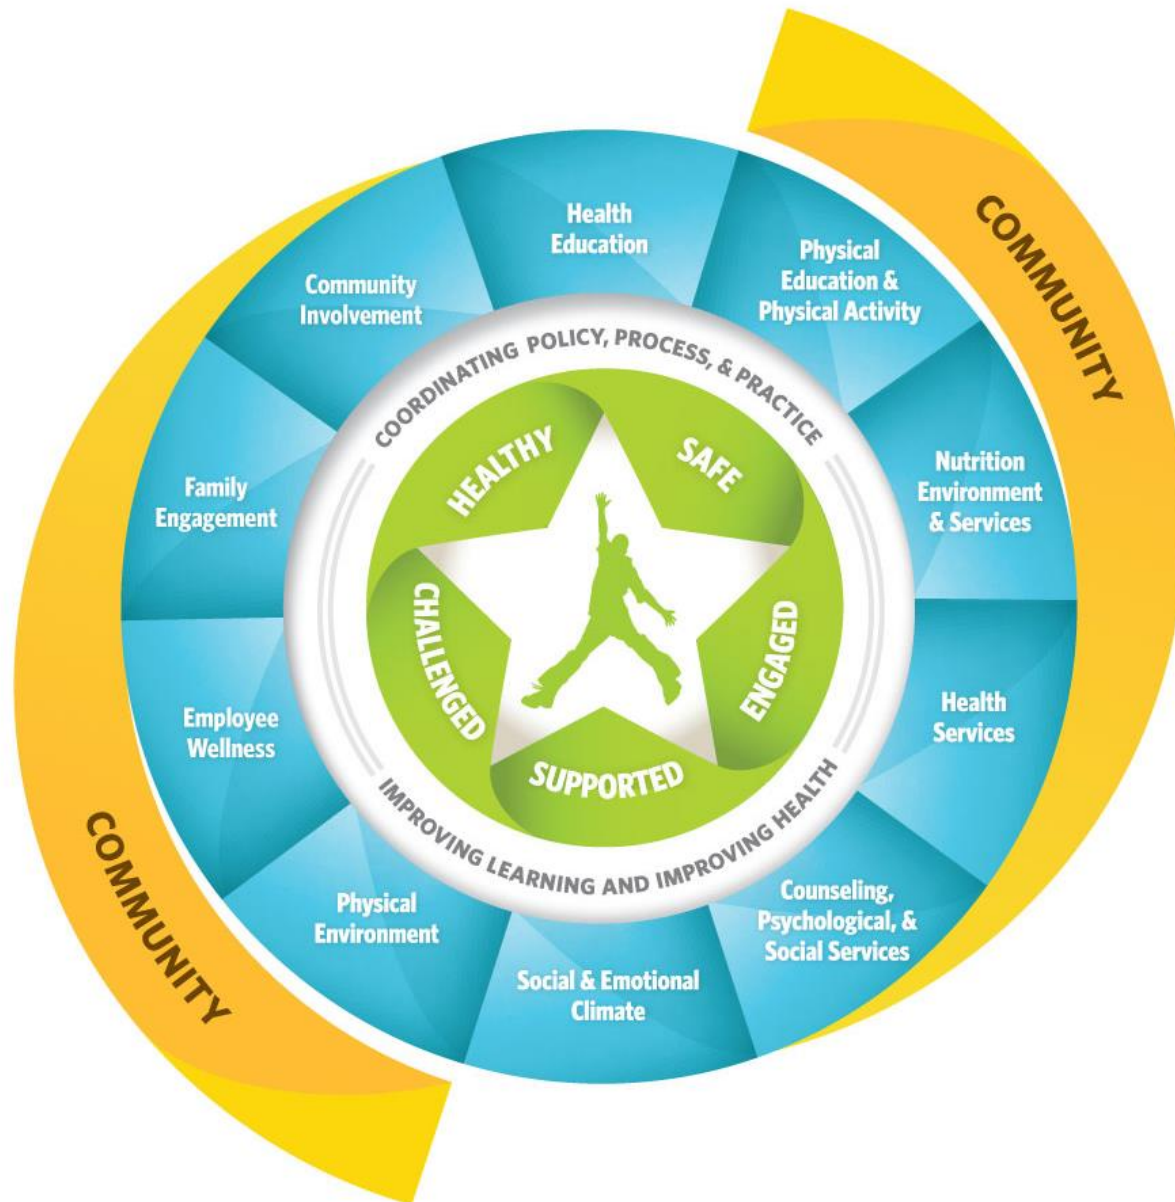 COMMUNITY
Health
Education
Physical
Education &
Physical Activity
Nutrition
Environment
& Services
Health
Services
Counseling,
Psychological, &
Social Services
Social & Emotional
Climate
Physical
Environment
Employee
Wellness
Family
Engagement
Community
Involvement
COORDINATING POLICY, PROCESS, & PRACTICE
IMPROVING LEARNING AND IMPROVING HEALTH
HEALTHY
SAFE
ENGAGED
SUPPORTED
CHALLENGED
COMMUNITY